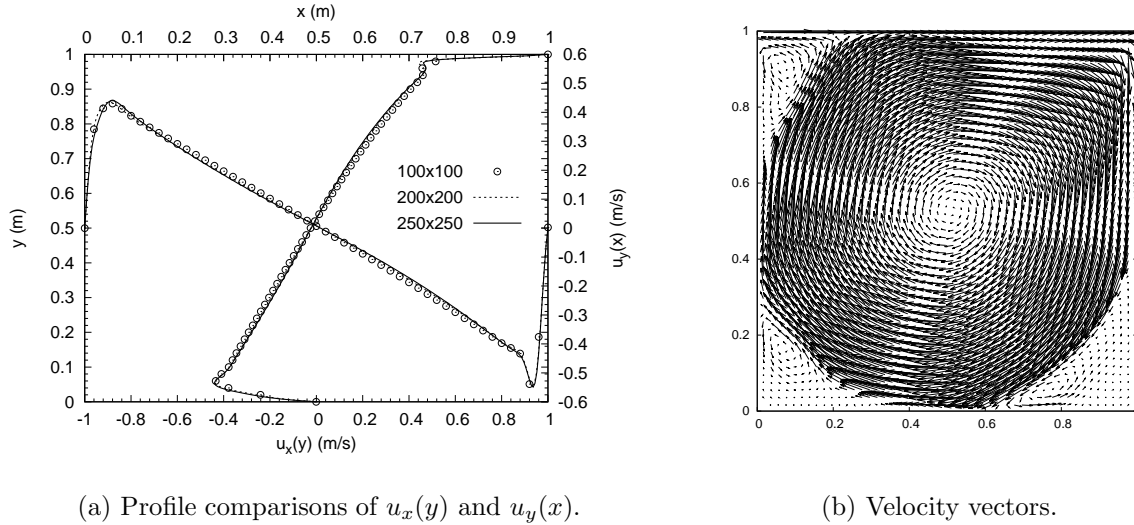 x (m)
0 0.1 0.2 0.3 0.4 0.5 0.6 0.7 0.8 0.9 1
1
0.9
0.8
0.7
0.6
0.5
0.4
0.3
0.2
0.1
0
y (m)
0.6
0.5
0.4
0.3
0.2
0.1
0
-0.1
-0.2
-0.3
-0.4
-0.5
-0.6
u_y(x) (m/s)
100x100
200x200
250x250
-1 -0.8 -0.6 -0.4 -0.2 0 0.2 0.4 0.6 0.8 1
u_x(y) (m/s)
1
0.8
0.6
0.4
0.2
0
0 0.2 0.4 0.6 0.8
(a) Profile comparisons of u_x(y) and u_y(x).
(b) Velocity vectors.